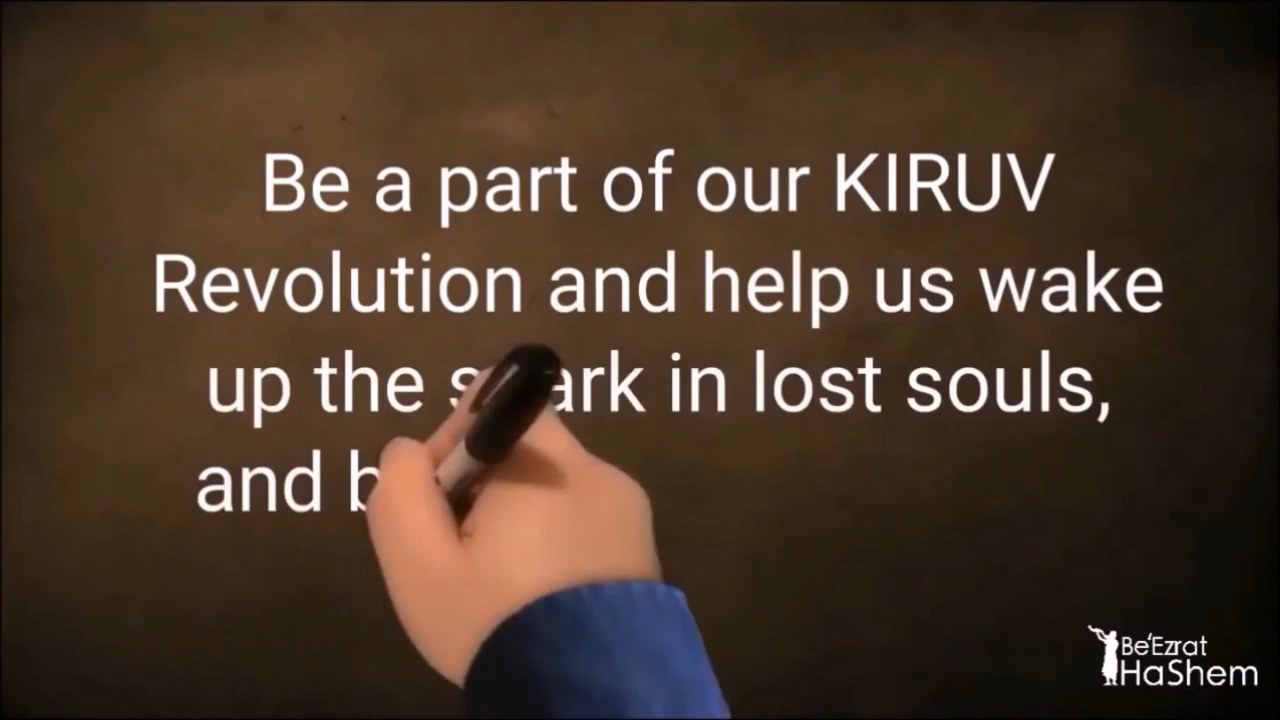 Be a part of our KIRUV
Revolution and help us wake
up the in lost souls,
and
Be'Ezrat
HaShem